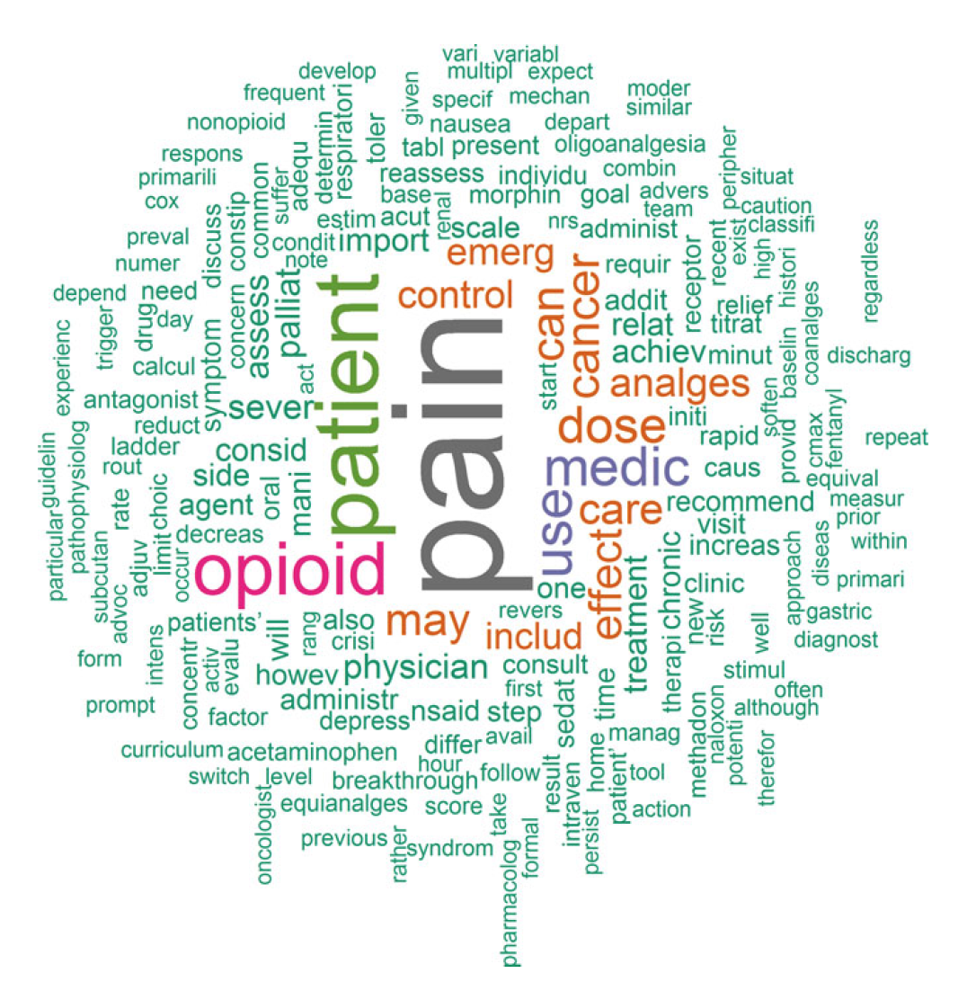 vari
variabl
develop
multipl
expect
frequent
respiratori
given
specif
mechan
moder
similar
nonopioid
determin
toler
nausea
depart
respons
adequ
tabl
present
oligoanalgesia
peripher
primarili
suffer
reassess
individu
combin
situat
cox
common
base
renal
morphin
goal
advers
caution
discuss
constip
estim
acut
scale
nrs
team
administ
classifi
preval
condit
import
emerg
exist
recent
high
histori
regardless
numer
note
requir
receptor
depend
need
concern
assess
palliat
patient
control
pain
can
cancer
addit
relief
trigger
drug
day
relat
titrat
experienc
calcul
symptom
act
start
achiev
minut
baselin
coanalges
discharg
antagonist
sever
analges
reduct
dose
initi
soften
provid
cmax
fentanyl
ladder
consid
rapid
repeat
guidelin
rout
side
oral
mani
medic
caus
equival
pathophysiolog
rate
choic
agent
use
care
recommend
measur
particular
subcutan
adjuv
limit
occur
decreas
opioid
effect
visit
prior
increas
within
advoc
one
treatment
chronic
clinic
approach
diseas
primari
patients’
will
rang
also
may
revers
includ
therapi
new
risk
well
gastric
form
intens
concentr
activ
evalu
crisi
diagnost
howev
physician
consult
stimul
prompt
factor
administr
first
sedat
time
often
depress
nsaid
step
manag
methadon
naloxon
potenti
although
curriculum
acetaminophen
differ
avail
therefor
switch
level
breakthrough
hour
follow
result
home
patient’
tool
oncologist
equianalges
score
take
intraven
persist
action
previous
rather
syndrom
pharmacolog
formal